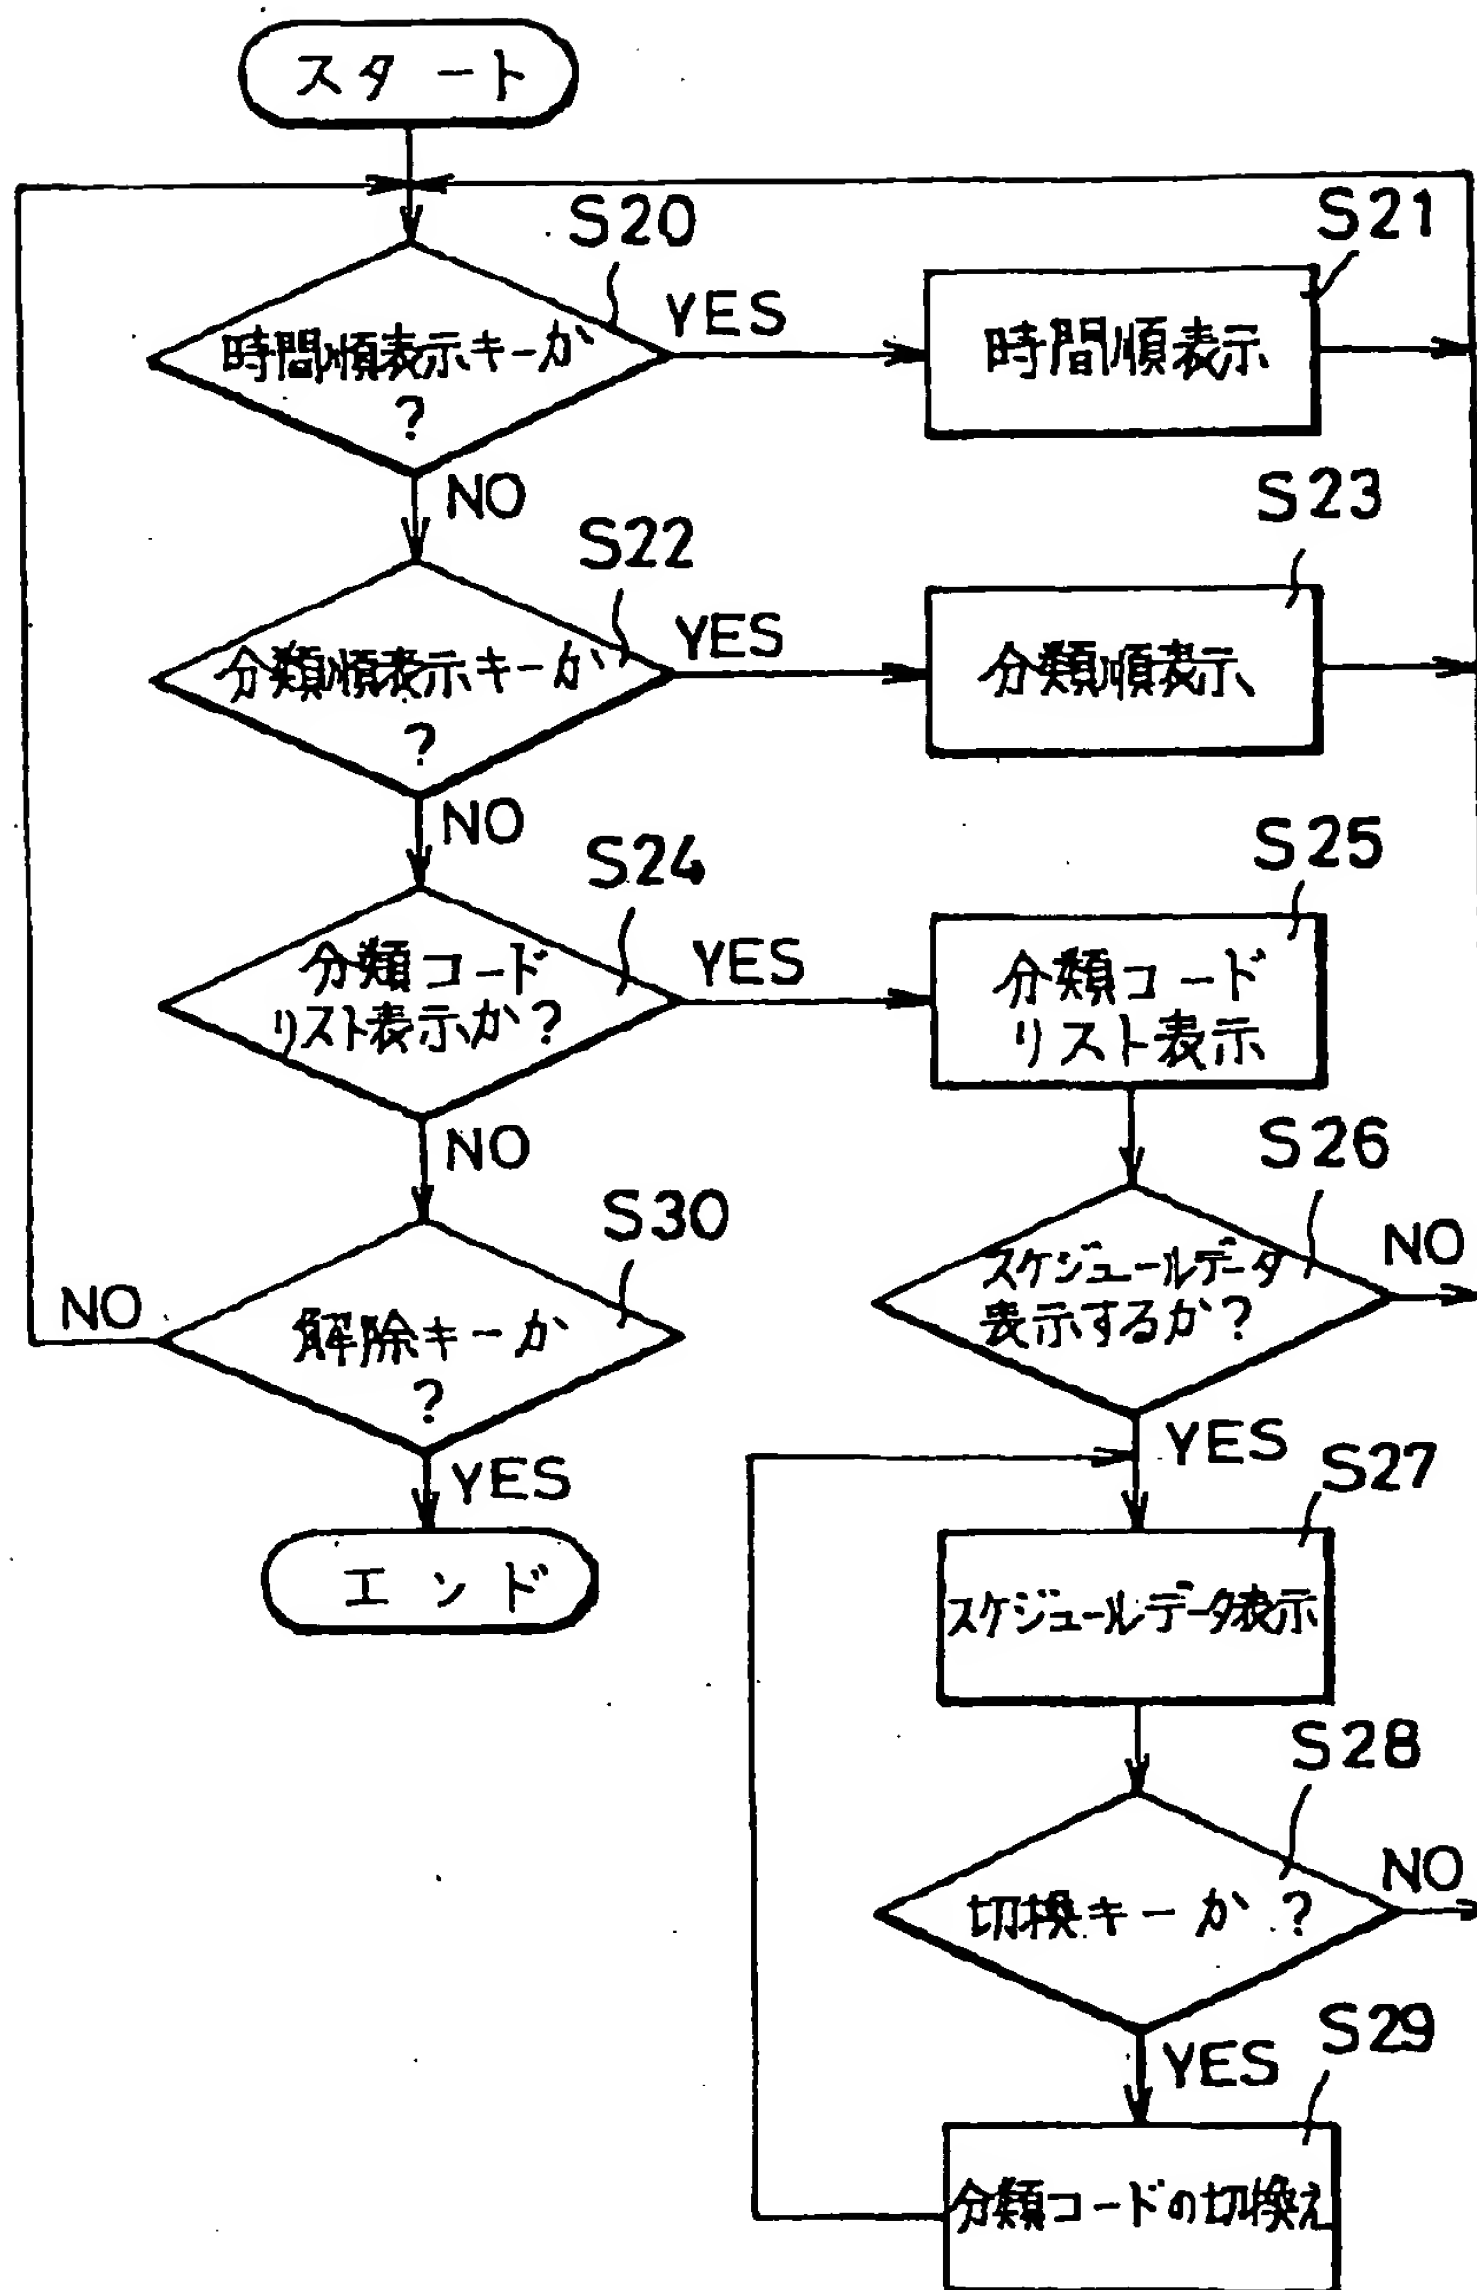 スタート
S20
時間順表示キーか
?
YES
S21
時間順表示
NO
S22
分類順表示キーか
?
YES
S23
分類順表示
NO
S24
分類コード
リスト表示か?
YES
S25
分類コード
リスト表示
NO
S30
解除キーか
?
NO
YES
エンド
S26
スケジュールデータ
表示するか?
NO
YES
S27
スケジュールデータ表示
S28
切換キーか?
NO
YES
S29
分類コードの切換え